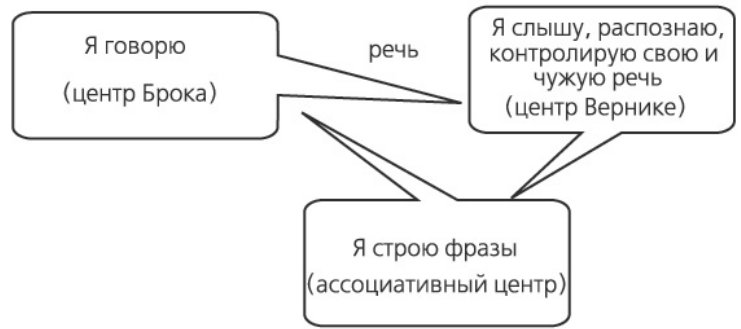 Я говорю
(центр Брока)
речь
Я слышу, распознаю,
контролирую свою и
чужую речь
(центр Вернике)
Я строю фразы
(ассоциативный центр)